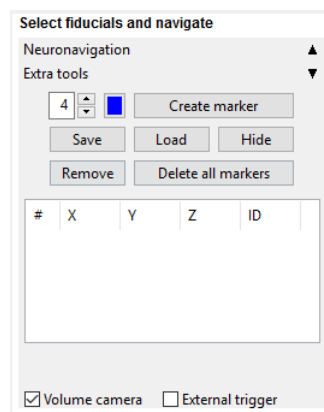 Select fiducials and navigate
Neuronavigation ▲
Extra tools ▼
4 Create marker
Save Load Hide
Remove Delete all markers
# X Y Z ID
Volume camera External trigger